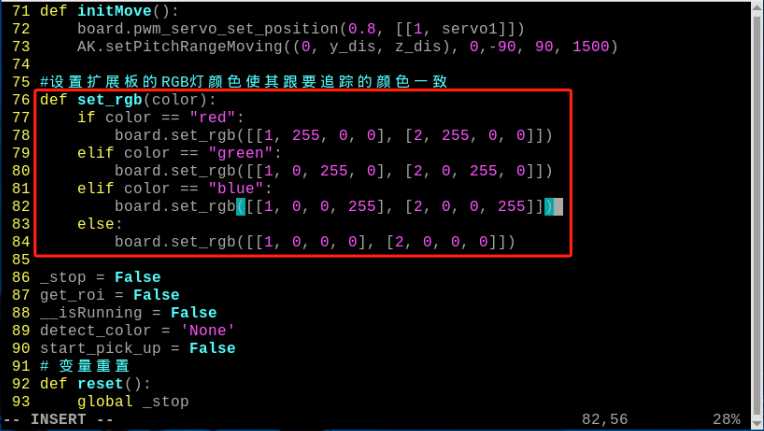 71 def initMove():
72     board.pwm_servo_set_position(0.8, [[1, servo1]])
73     AK.setPitchRangeMoving((0, y_dis, z_dis), 0,-90, 90, 1500)
74
75 #设置扩展板的RGB灯颜色使其跟要追踪的颜色一致
76 def set_rgb(color):
77     if color == "red":
78         board.set_rgb([[1, 255, 0, 0], [2, 255, 0, 0]])
79     elif color == "green":
80         board.set_rgb([[1, 0, 255, 0], [2, 0, 255, 0]])
81     elif color == "blue":
82         board.set_rgb([[1, 0, 0, 255], [2, 0, 0, 255]])
83     else:
84         board.set_rgb([[1, 0, 0, 0], [2, 0, 0, 0]])
85
86 _stop = False
87 get_roi = False
88 __isRunning = False
89 detect_color = 'None'
90 start_pick_up = False
91 # 变量重置
92 def reset():
93     global _stop
-- INSERT -- 82,56 28%